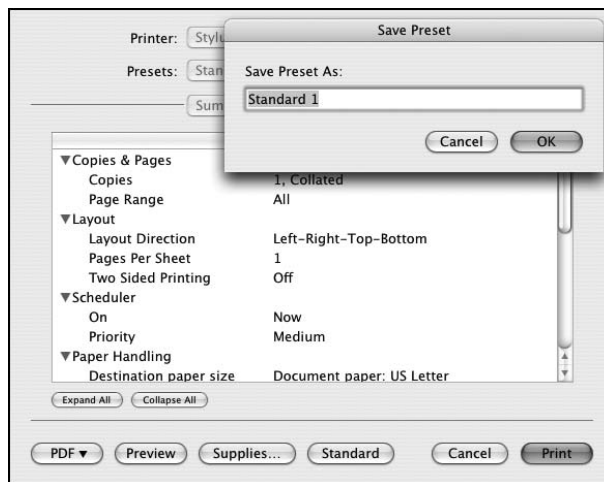 Save Preset
Printer: Stylu
Presets: Stan
Save Preset As:
Standard 1
Sum
Cancel OK
▼Copies & Pages
Copies 1, Collated
Page Range All
▼Layout
Layout Direction Left-Right-Top-Bottom
Pages Per Sheet 1
Two Sided Printing Off
▼Scheduler
On Now
Priority Medium
▼Paper Handling
Destination paper size Document paper: US Letter
Expand All Collapse All
PDF ▼ Preview Supplies... Standard Cancel Print